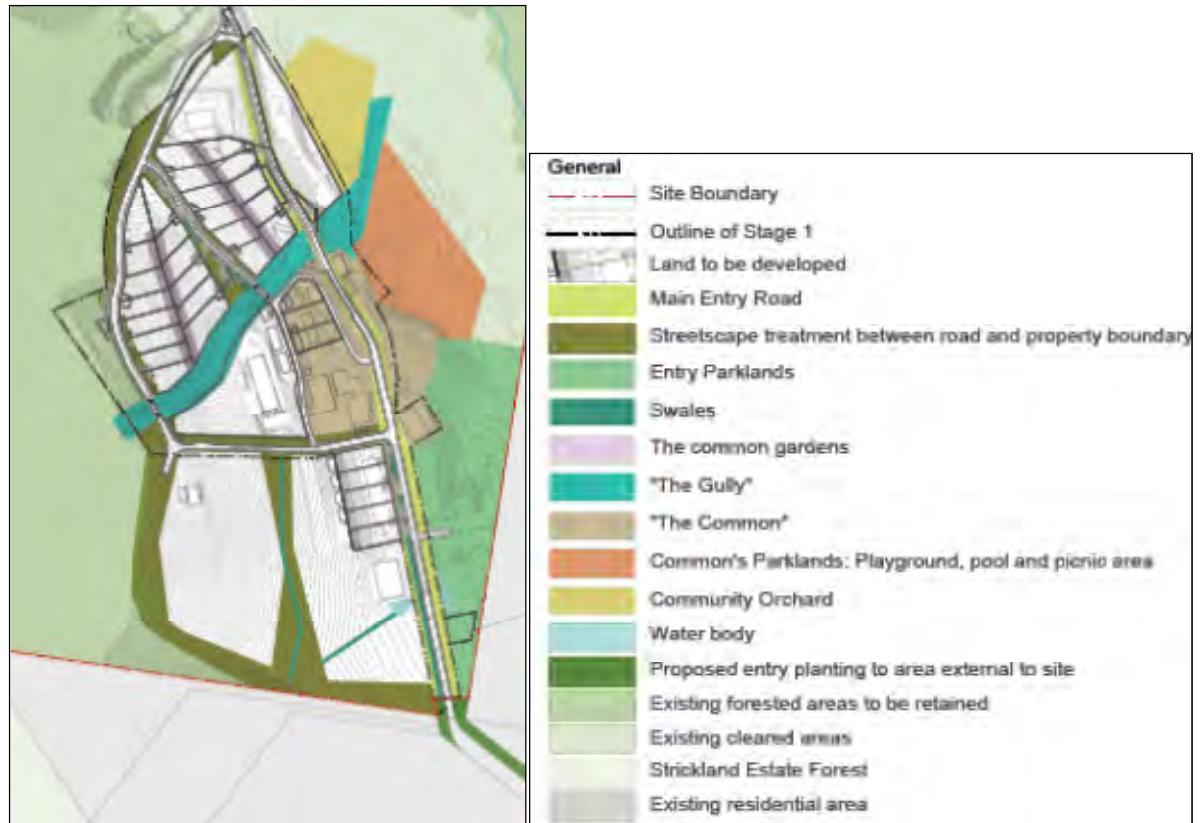 General
Site Boundary
Outline of Stage 1
Land to be developed
Main Entry Road
Streetscape treatment between road and property boundary
Entry Parklands
Swales
The common gardens
"The Gully"
"The Common"
Common's Parklands: Playground, pool and picnic area
Community Orchard
Water body
Proposed entry planting to area external to site
Existing forested areas to be retained
Existing cleared areas
Strickland Estate Forest
Existing residential area